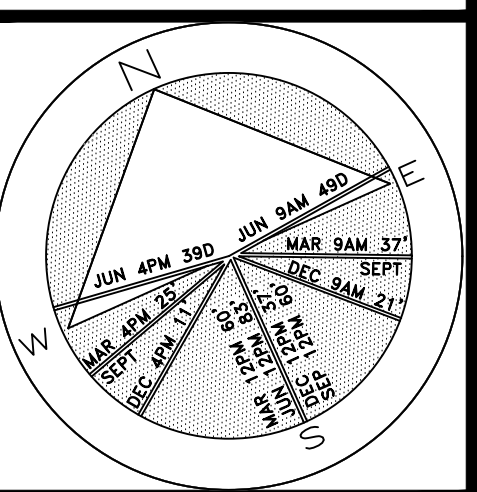 N
E
JUN 9AM 49D
MAR 9AM 37'
SEPT
DEC 9AM 21'
JUN 4PM 39D
W
MAR 4PM 25'
SEPT
DEC 4PM 11'
MAR 12PM 60'
JUN 12PM 83'
DEC 12PM 37'
SEP 12PM 60'
S